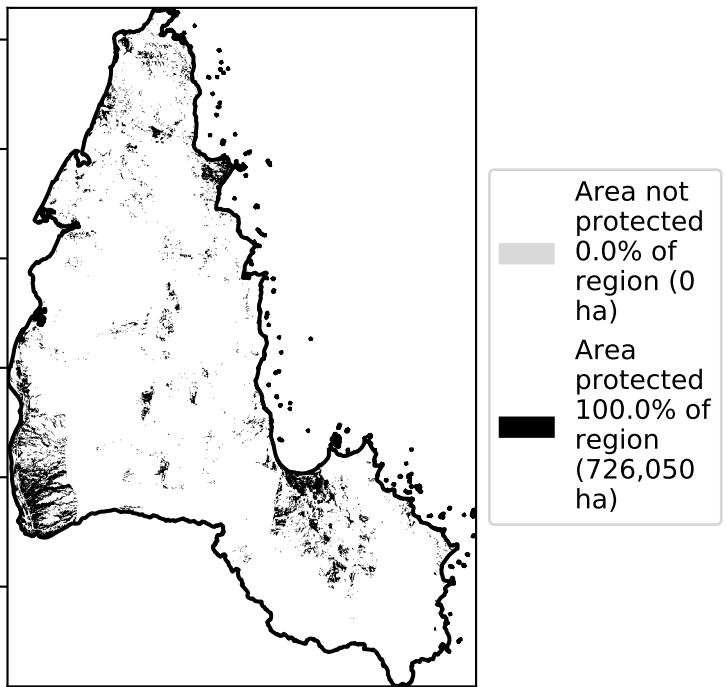 Area not
protected
0.0% of
region (0
ha)
Area
protected
100.0% of
region
(726,050
ha)